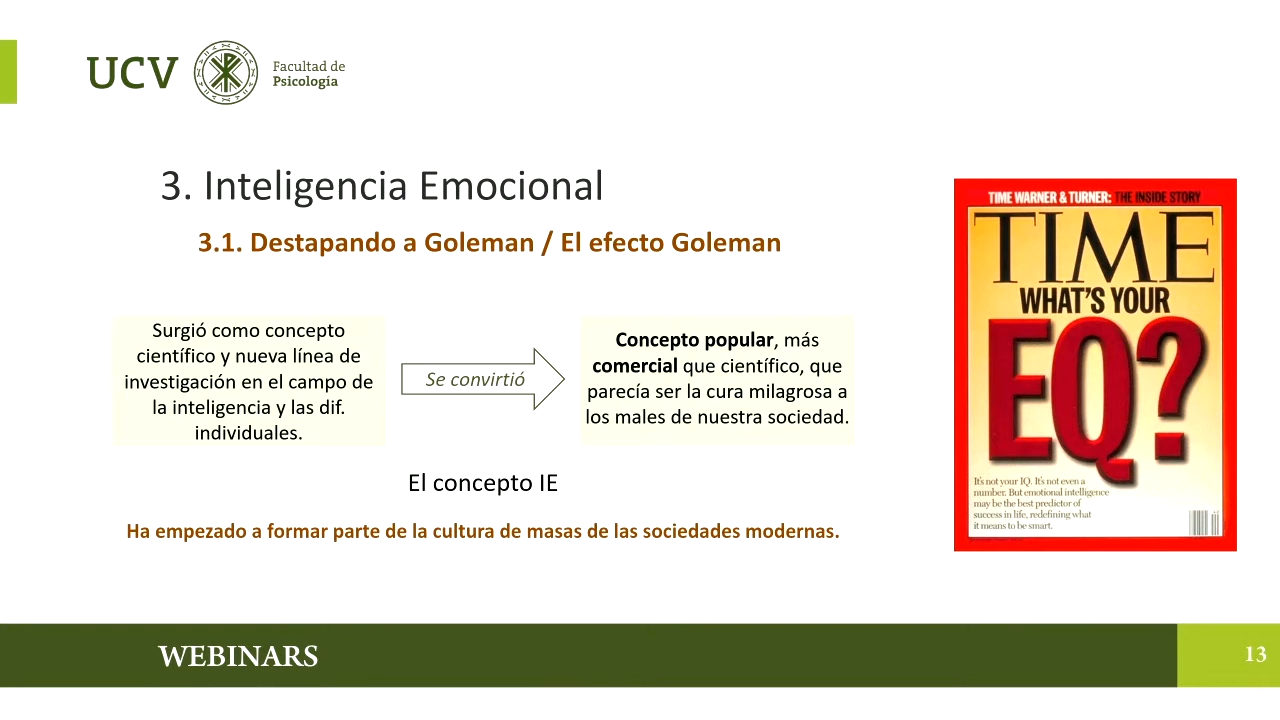 UCV
Facultad de
Psicología
3. Inteligencia Emocional
3.1. Destapando a Goleman / El efecto Goleman
Surgió como concepto
científico y nueva línea de
investigación en el campo de
la inteligencia y las dif.
individuales.
Se convirtió
Concepto popular, más
comercial que científico, que
parecía ser la cura milagrosa a
los males de nuestra sociedad.
El concepto IE
Ha empezado a formar parte de la cultura de masas de las sociedades modernas.
TIME WARNER & TURNER: THE INSIDE STORY
TIME
WHAT'S YOUR
EQ?
It's not your IQ. It's not even a
number. But emotional intelligence
may be the best predictor of
success in life, redefining what
it means to be smart.
WEBINARS
13